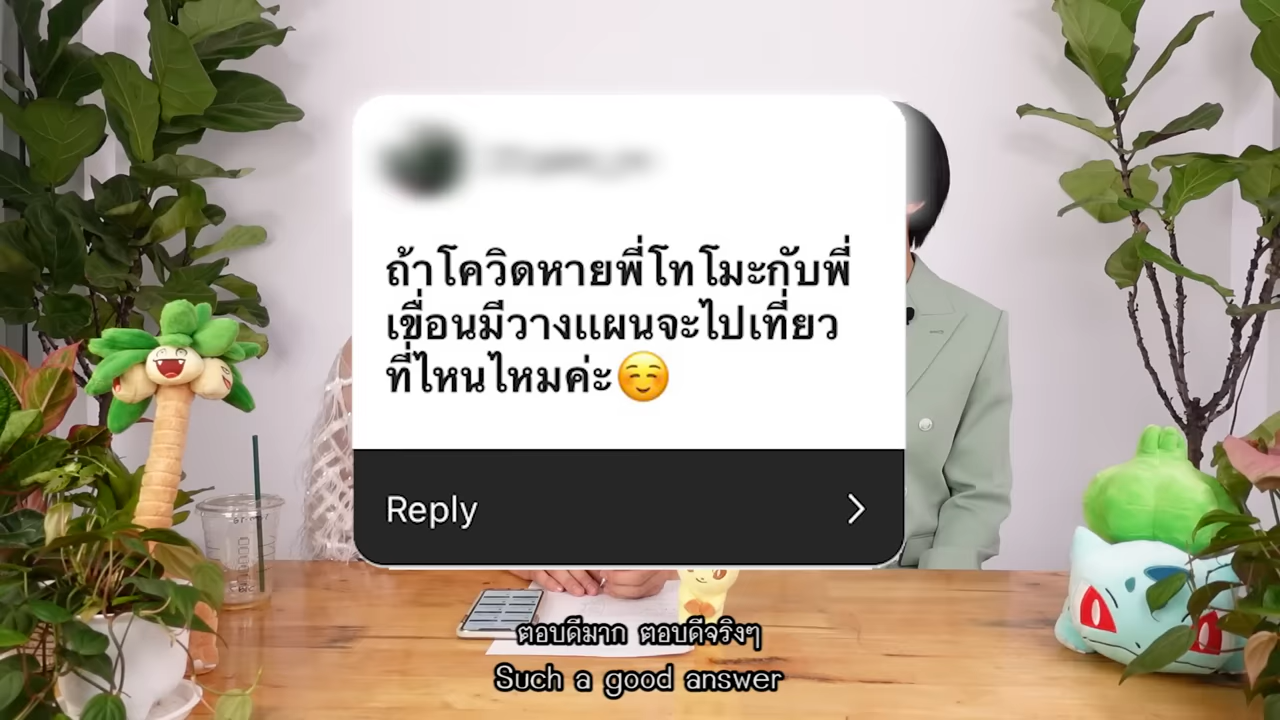 ถ้าโควิดหายพี่โทโมะกับพี่
เขื่อนมีวางแผนจะไปเที่ยว
ที่ไหนไหมค่ะ☺️
Reply
ตอบดีมาก ตอบดีจริงๆ
Such a good answer